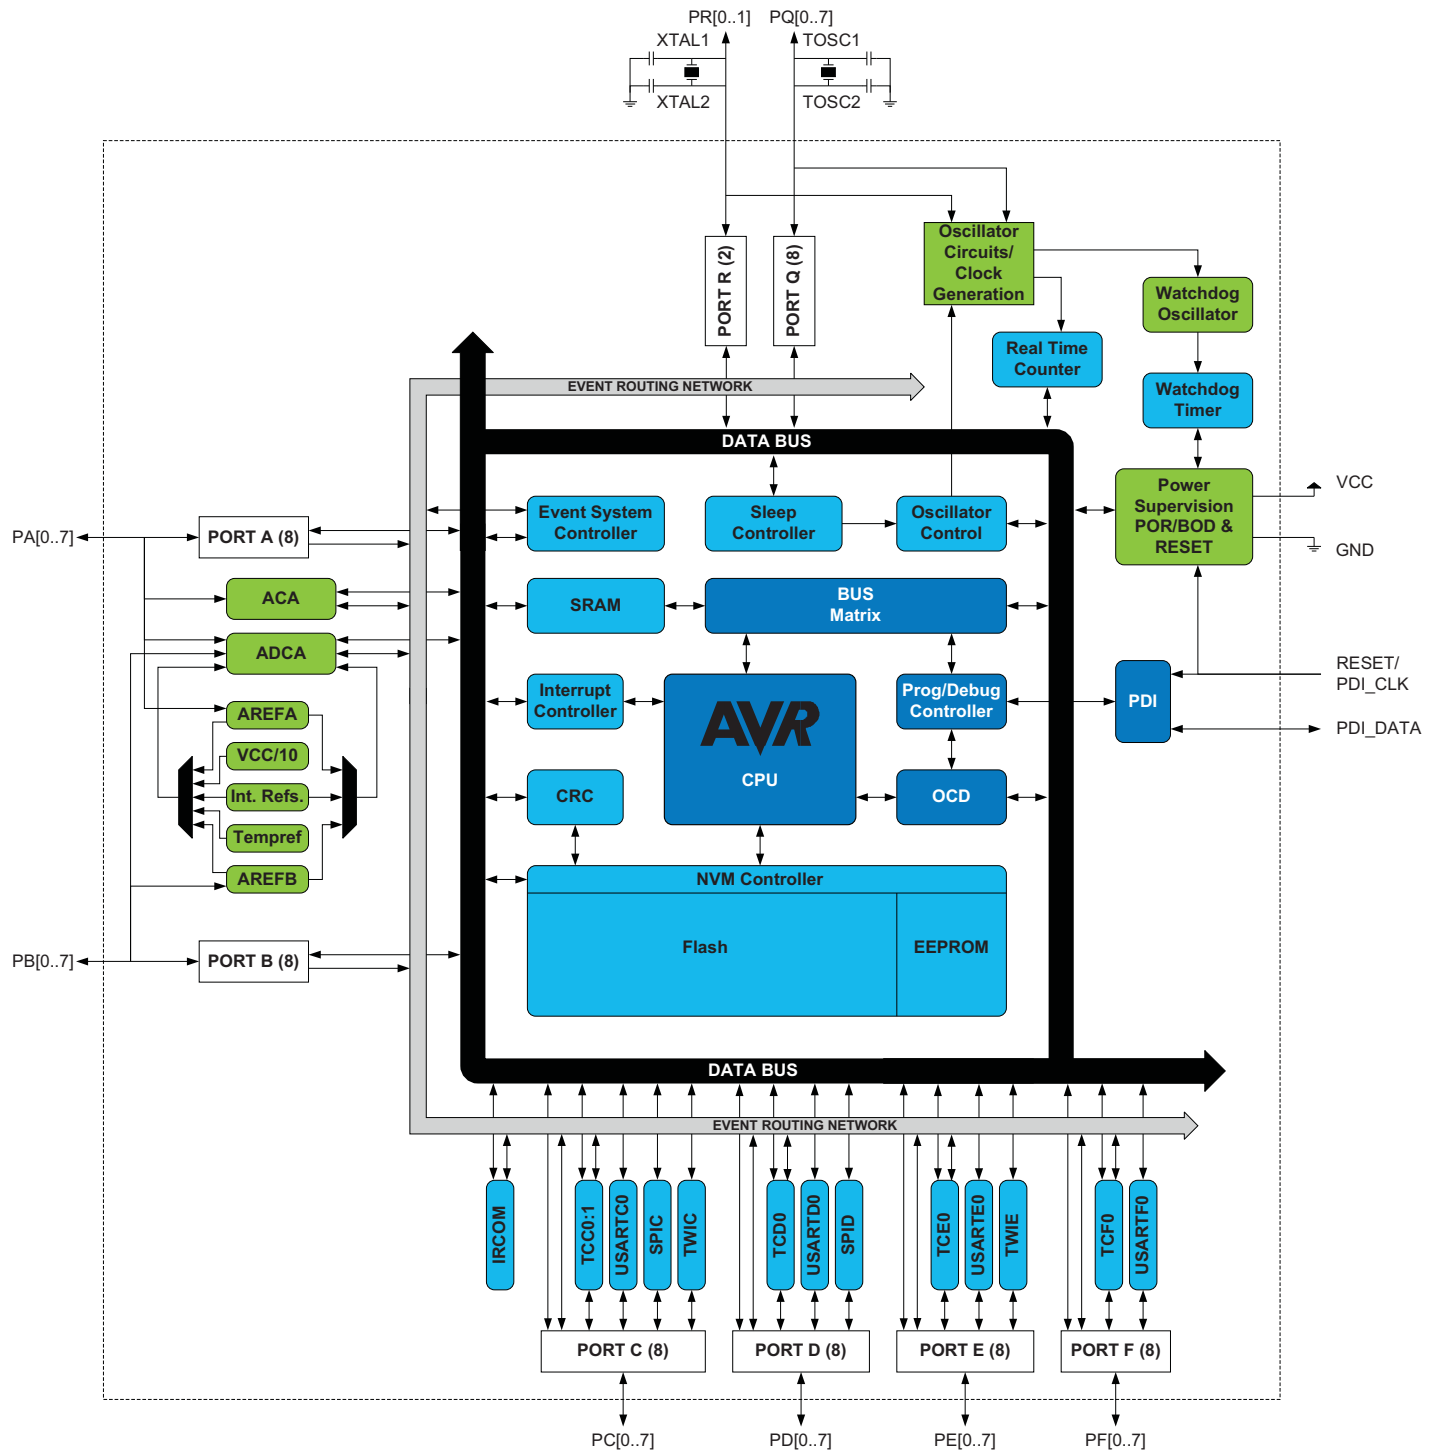 PR[0..1]
PQ[0..7]
XTAL1
TOSC1
XTAL2
TOSC2
PORT R (2)
PORT Q (8)
Oscillator
Circuits/
Clock
Generation
Watchdog
Oscillator
Real Time
Counter
Watchdog
Timer
EVENT ROUTING NETWORK
DATA BUS
Power
Supervision
POR/BOD &
RESET
VCC
GND
Event System
Controller
Sleep
Controller
Oscillator
Control
PA[0..7]
PORT A (8)
ACA
SRAM
BUS
Matrix
ADCA
RESET/
PDI_CLK
PDI
PDI_DATA
Interrupt
Controller
AVR
CPU
Prog/Debug
Controller
AREFA
VCC/10
Int. Refs.
Tempref
AREFB
CRC
OCD
NVM Controller
Flash
EEPROM
PB[0..7]
PORT B (8)
DATA BUS
EVENT ROUTING NETWORK
IRCOM
TCC0:1
USARTC0
SPIC
TWIC
TCD0
USARTD0
SPID
TCE0
USARTE0
TWIE
TCF0
USARTF0
PORT C (8)
PORT D (8)
PORT E (8)
PORT F (8)
PC[0..7]
PD[0..7]
PE[0..7]
PF[0..7]